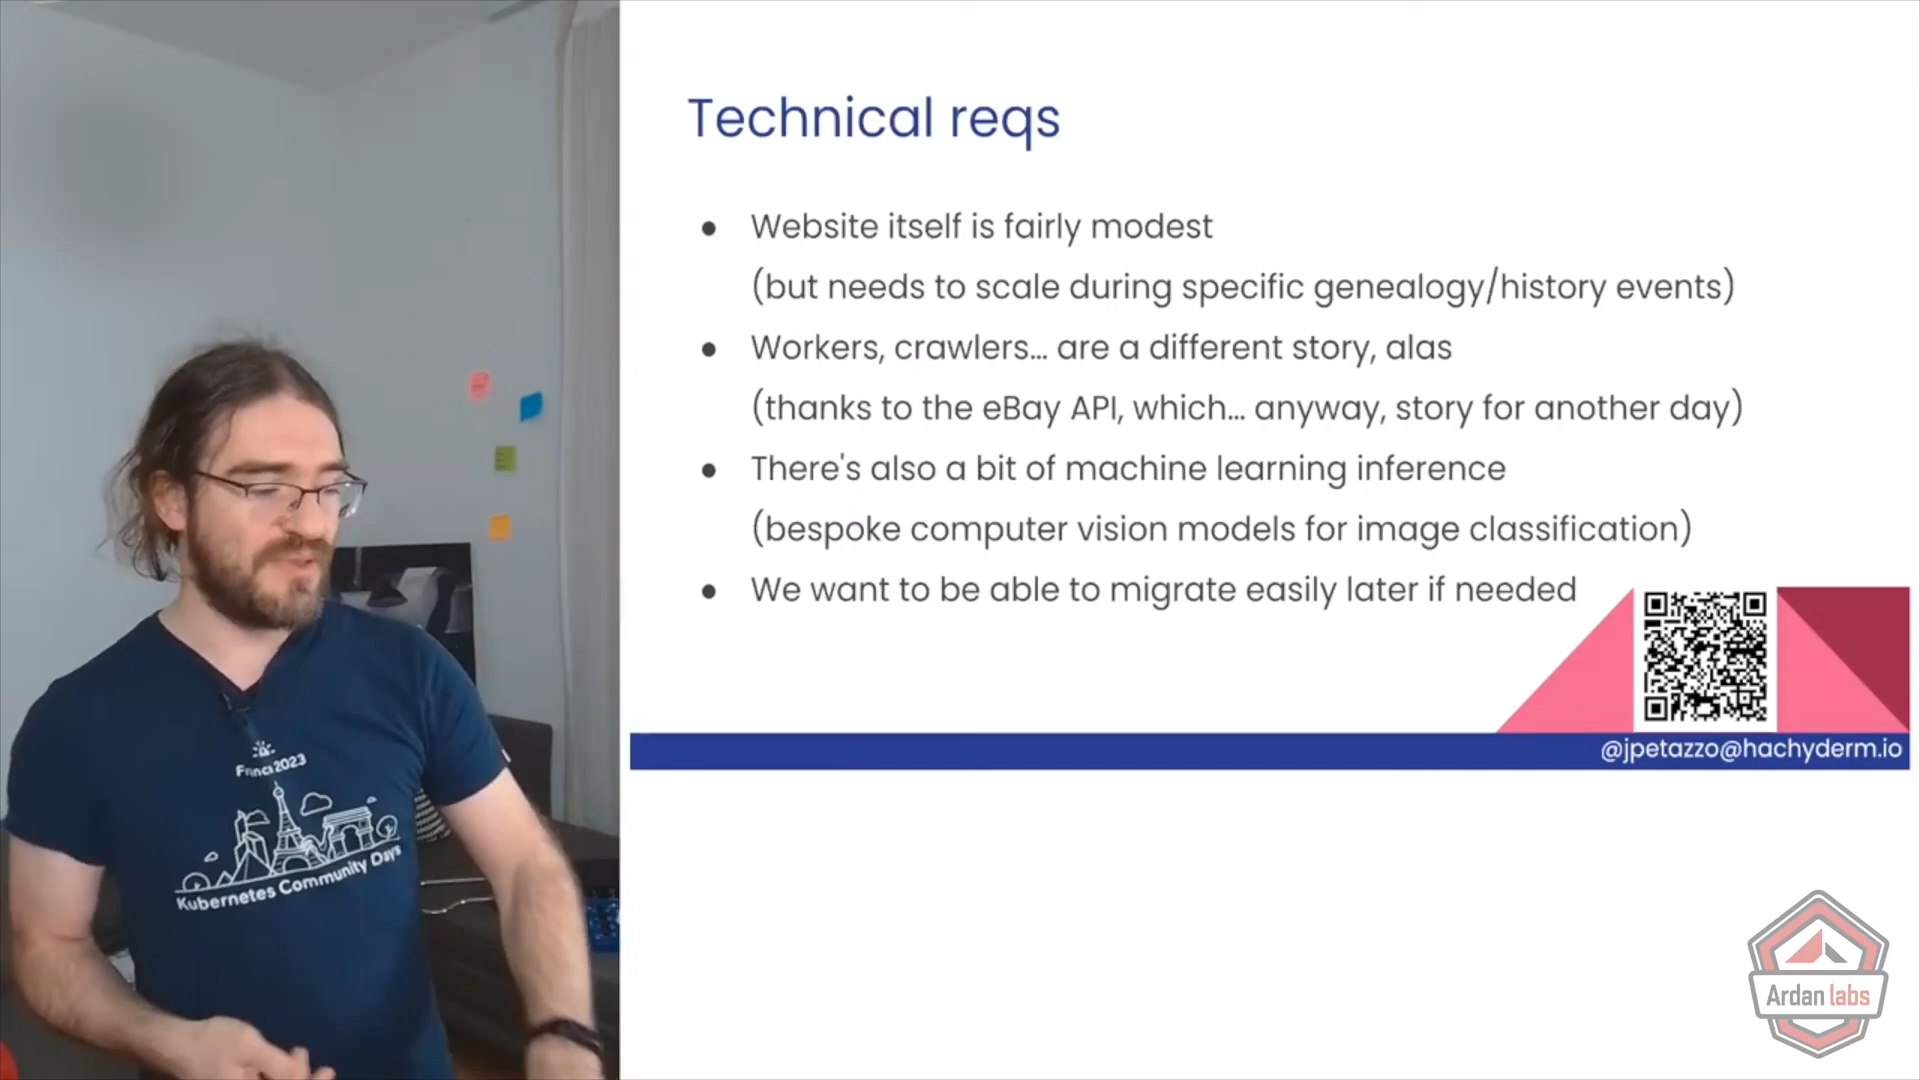 Technical reqs
● Website itself is fairly modest
(but needs to scale during specific genealogy/history events)
● Workers, crawlers... are a different story, alas
(thanks to the eBay API, which... anyway, story for another day)
● There's also a bit of machine learning inference
(bespoke computer vision models for image classification)
● We want to be able to migrate easily later if needed
@jpetazzo@hachyderm.io
France 2023
Kubernetes Community Days
Ardan labs